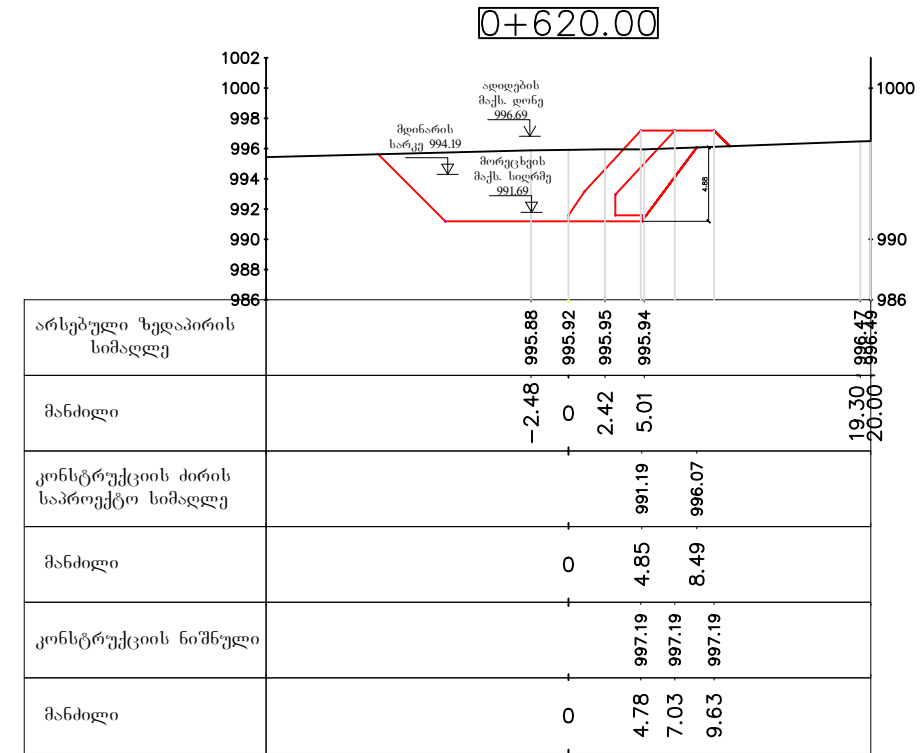 0+620.00
1002
1000
998
996
994
992
990
988
986
1000
990
986
ადიდების
მაქს. დონე
996.69
მდინარის
სარკე 994.19
მორეცხვის
მაქს. სიღრმე
991.69
4.88
არსებული ზედაპირის
სიმაღლე
995.88 995.92 995.95 995.94 996.47 996.49
მანძილი
-2.48 0 2.42 5.01 19.30 20.00
კონსტრუქციის ძირის
საპროექტო სიმაღლე
991.19 996.07
მანძილი
0 4.85 8.49
კონსტრუქციის ნიშნული
997.19 997.19 997.19
მანძილი
0 4.78 7.03 9.63